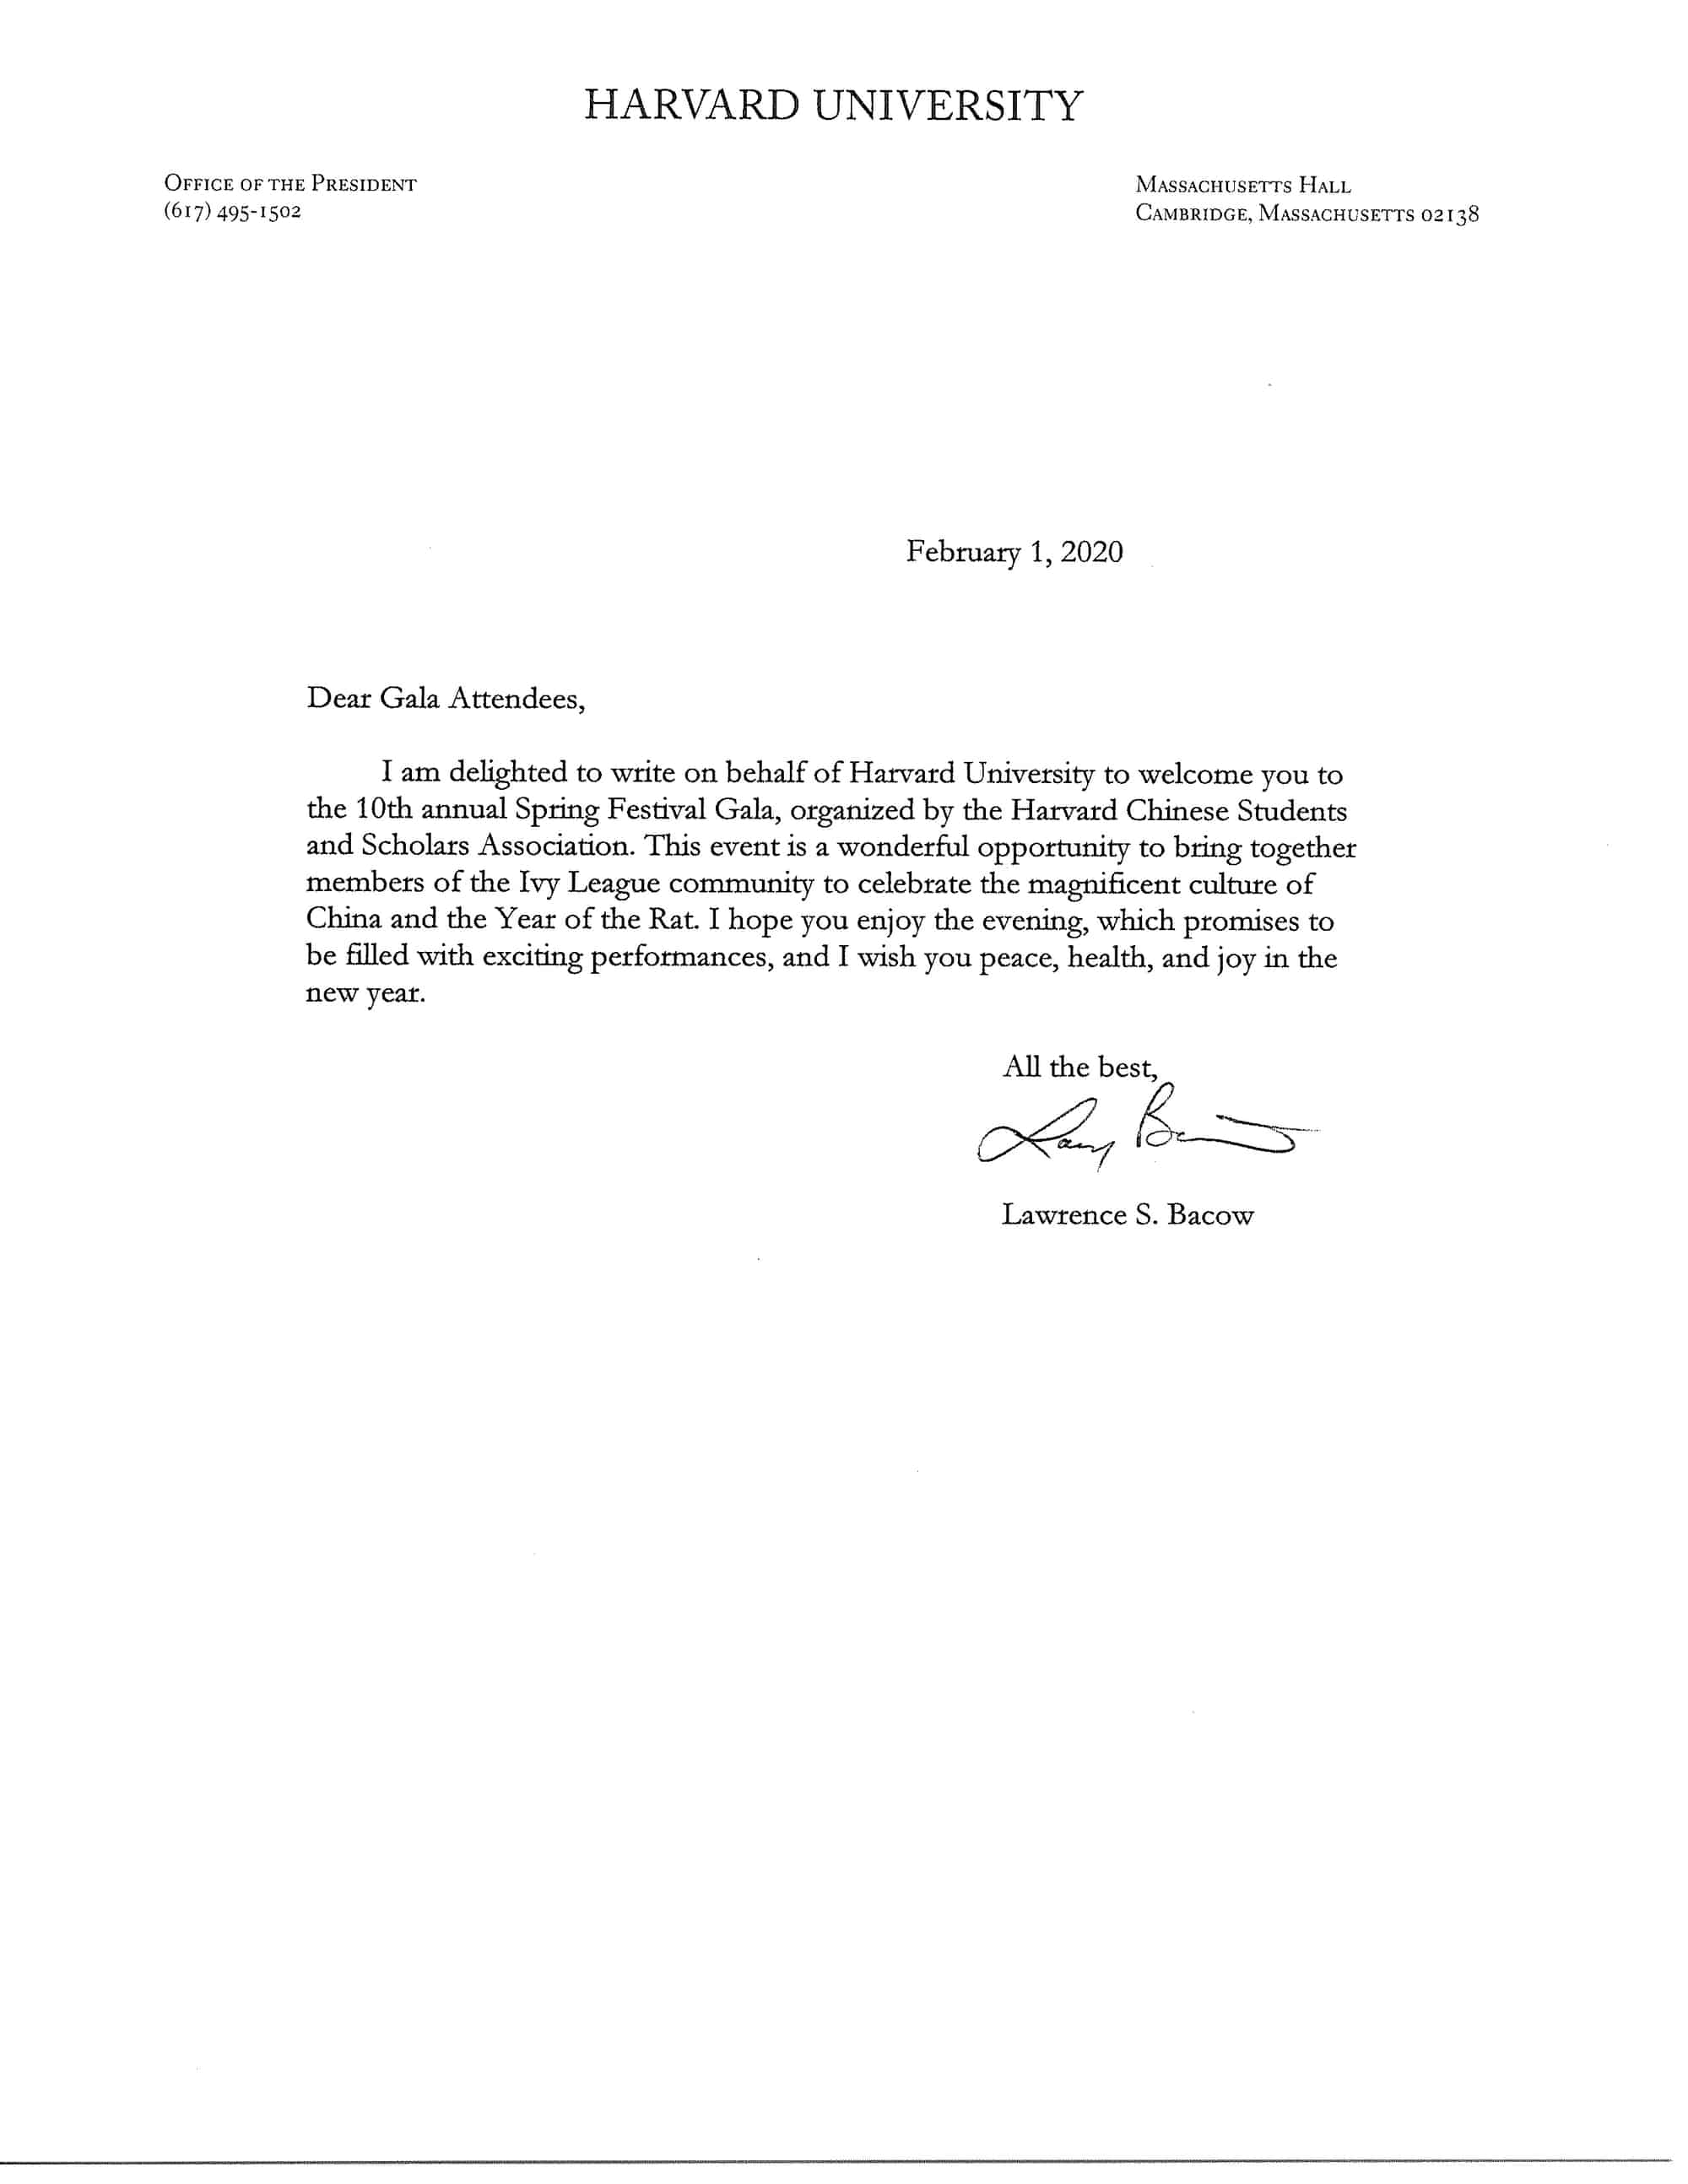 HARVARD UNIVERSITY
OFFICE OF THE PRESIDENT
(617) 495-1502
MASSACHUSETTS HALL
CAMBRIDGE, MASSACHUSETTS 02138
February 1, 2020
Dear Gala Attendees,
I am delighted to write on behalf of Harvard University to welcome you to
the 10th annual Spring Festival Gala, organized by the Harvard Chinese Students
and Scholars Association. This event is a wonderful opportunity to bring together
members of the Ivy League community to celebrate the magnificent culture of
China and the Year of the Rat. I hope you enjoy the evening, which promises to
be filled with exciting performances, and I wish you peace, health, and joy in the
new year.
All the best,
Larry Bacow
Lawrence S. Bacow